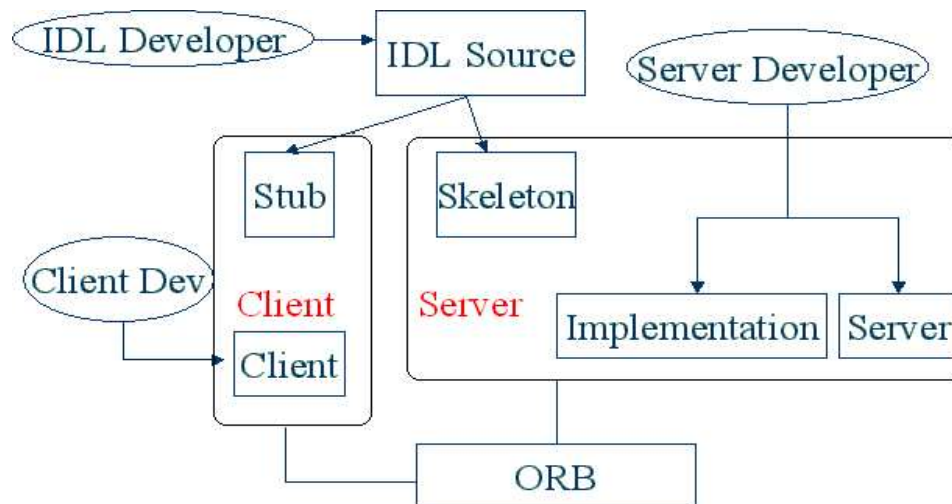 IDL Developer
IDL Source
Server Developer
Stub
Skeleton
Client Dev
Client
Server
Implementation
Server
Client
ORB